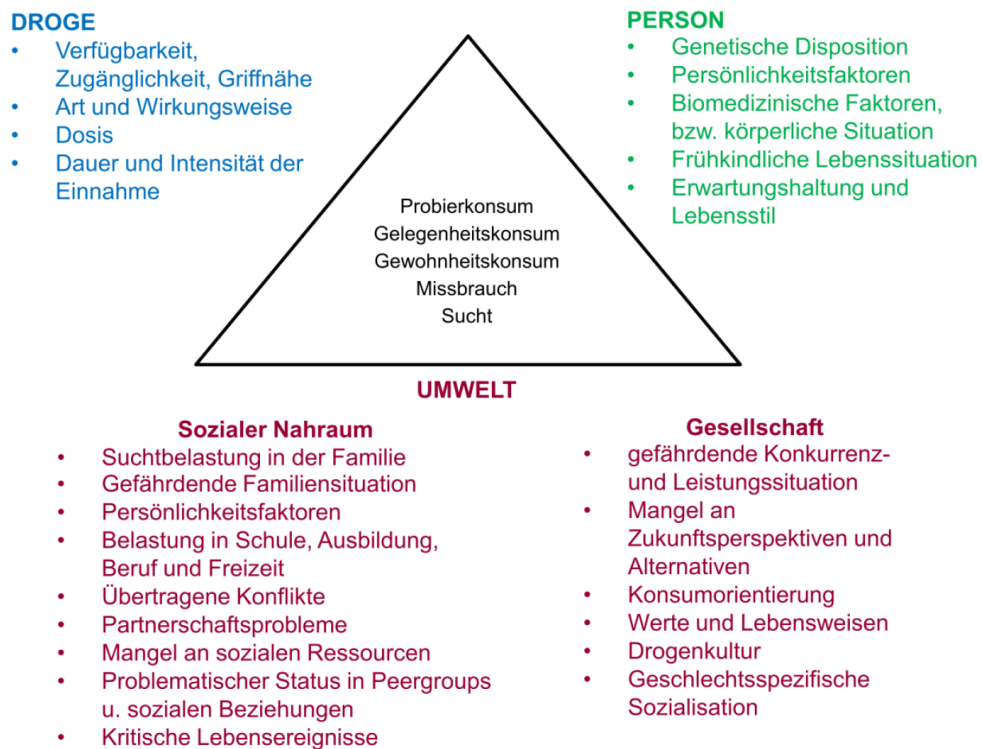 DROGE
• Verfügbarkeit,
Zugänglichkeit, Griffnähe
• Art und Wirkungsweise
• Dosis
• Dauer und Intensität der
Einnahme
PERSON
• Genetische Disposition
• Persönlichkeitsfaktoren
• Biomedizinische Faktoren,
bzw. körperliche Situation
• Frühkindliche Lebenssituation
• Erwartungshaltung und
Lebensstil
Probierkonsum
Gelegenheitskonsum
Gewohnheitskonsum
Missbrauch
Sucht
UMWELT
Sozialer Nahraum
• Suchtbelastung in der Familie
• Gefährdende Familiensituation
• Persönlichkeitsfaktoren
• Belastung in Schule, Ausbildung,
Beruf und Freizeit
• Übertragene Konflikte
• Partnerschaftsprobleme
• Mangel an sozialen Ressourcen
• Problematischer Status in Peergroups
u. sozialen Beziehungen
• Kritische Lebensereignisse
Gesellschaft
• gefährdende Konkurrenz-
und Leistungssituation
• Mangel an
Zukunftsperspektiven und
Alternativen
• Konsumorientierung
• Werte und Lebensweisen
• Drogenkultur
• Geschlechtsspezifische
Sozialisation